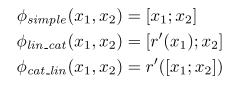 ϕ_simple(x₁, x₂) = [x₁; x₂]
ϕ_lin_cat(x₁, x₂) = [r′(x₁); x₂]
ϕ_cat_lin(x₁, x₂) = r′([x₁; x₂])